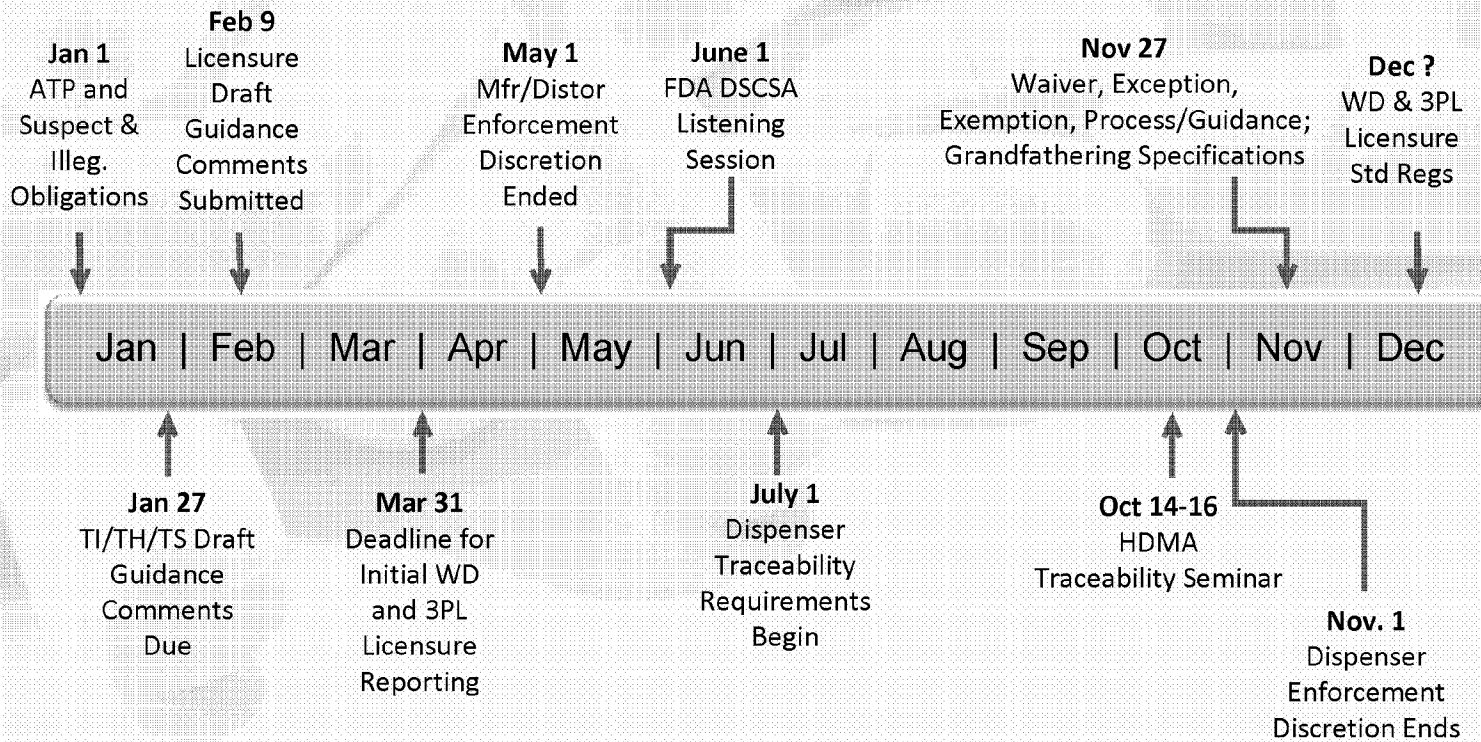 Jan 1
ATP and
Suspect &
Illeg.
Obligations
Feb 9
Licensure
Draft
Guidance
Comments
Submitted
May 1
Mfr/Distor
Enforcement
Discretion
Ended
June 1
FDA DSCSA
Listening
Session
Nov 27
Waiver, Exception,
Exemption, Process/Guidance;
Grandfathering Specifications
Dec ?
WD & 3PL
Licensure
Std Regs
Jan | Feb | Mar | Apr | May | Jun | Jul | Aug | Sep | Oct | Nov | Dec
Jan 27
TI/TH/TS Draft
Guidance
Comments
Due
Mar 31
Deadline for
Initial WD
and 3PL
Licensure
Reporting
July 1
Dispenser
Traceability
Requirements
Begin
Oct 14-16
HDMA
Traceability Seminar
Nov. 1
Dispenser
Enforcement
Discretion Ends